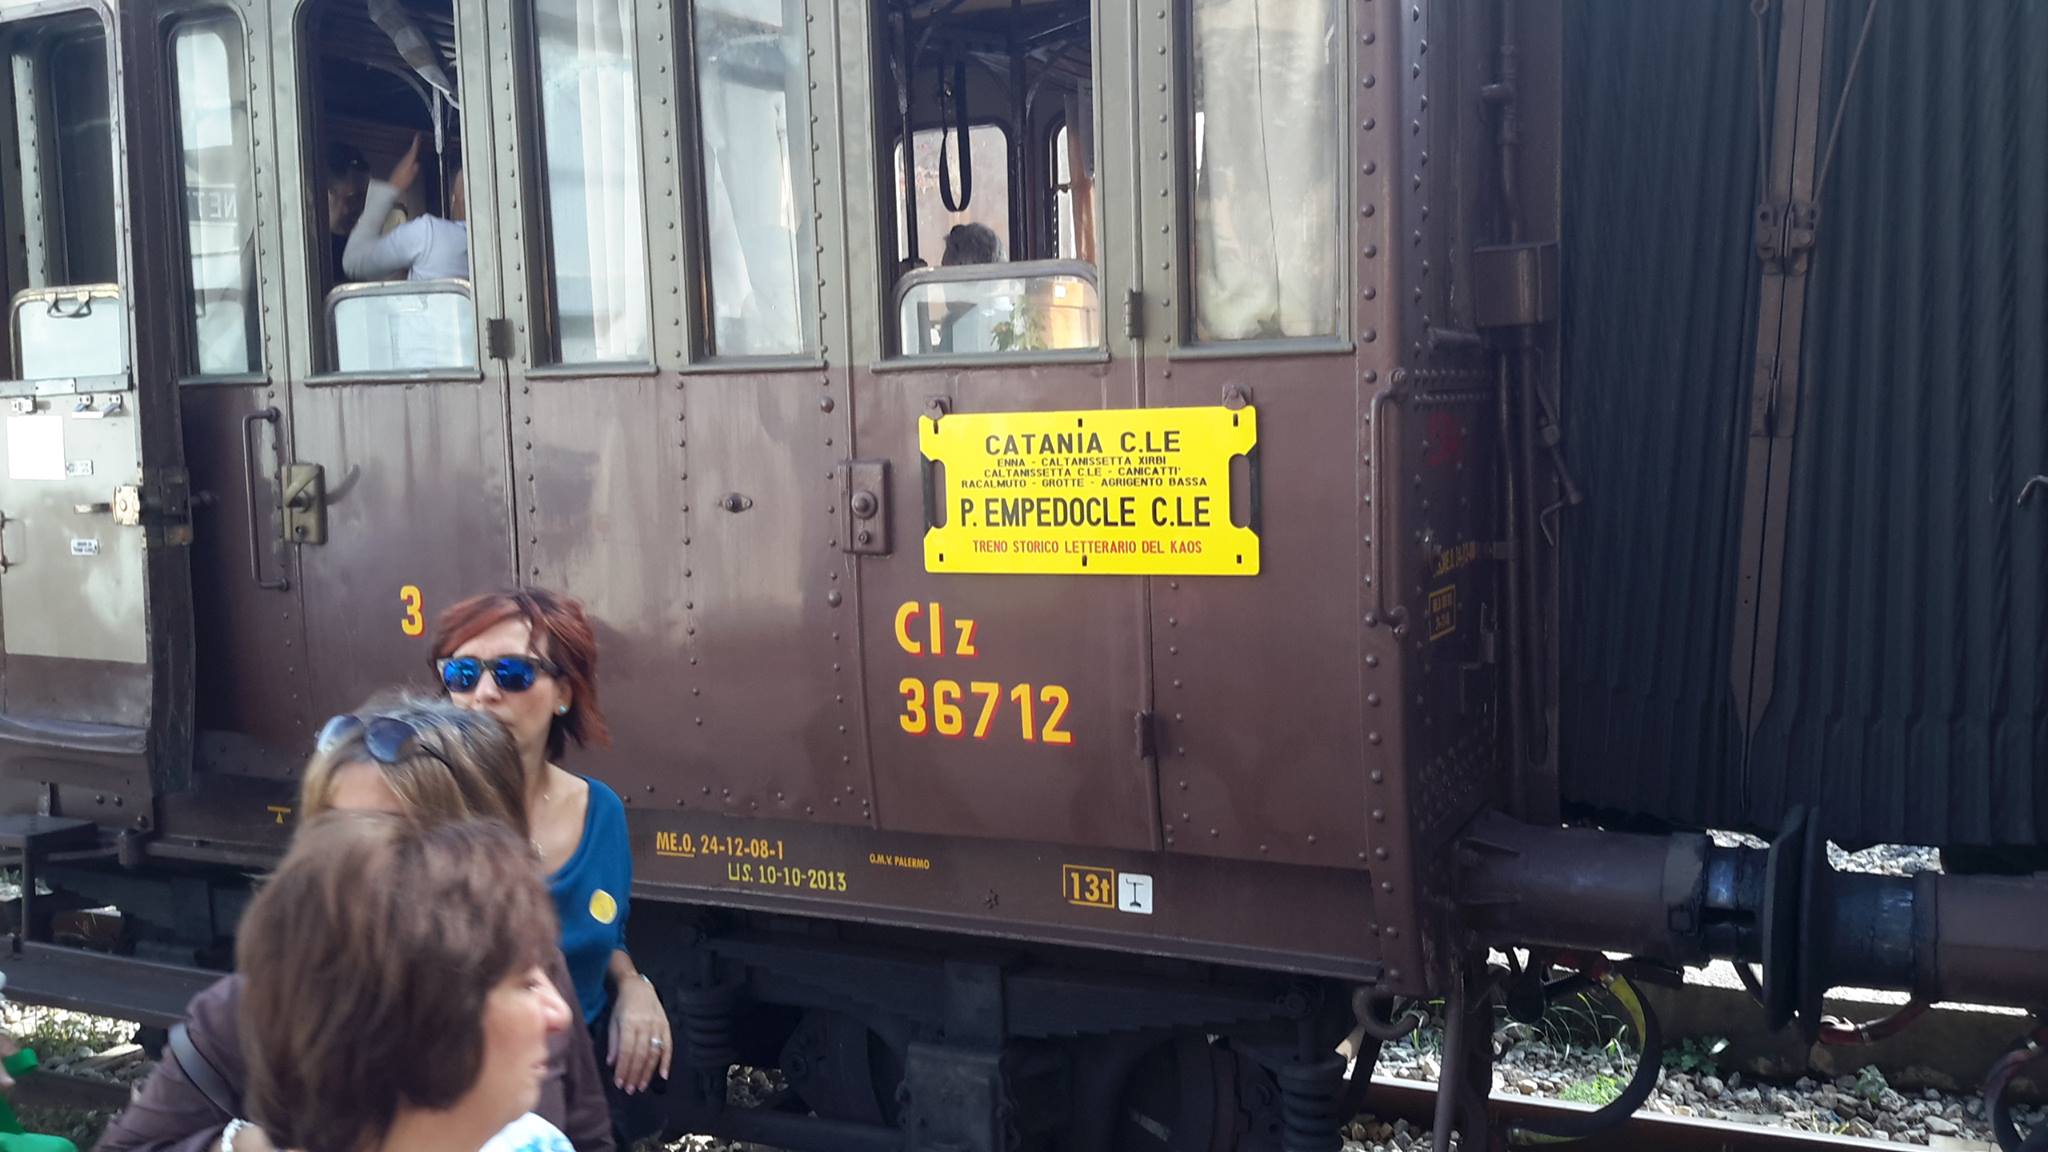 CATANIA C.LE
ENNA - CALTANISSETTA XIRBI
CALTANISSETTA C.LE - CANICATTI'
RACALMUTO - GROTTE - AGRIGENTO BASSA
P. EMPEDOCLE C.LE
TRENO STORICO LETTERARIO DEL KAOS
3
CIz
36712
ME.O. 24-12-08-1
LIS. 10-10-2013
O.M.V. PALERMO
13t